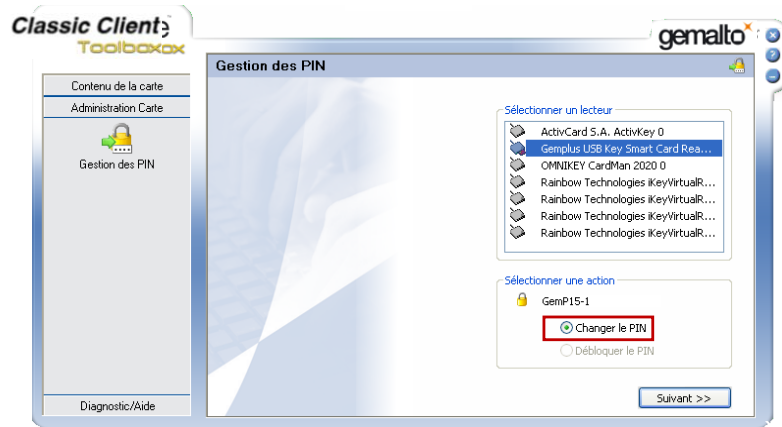 Classic Client
Toolbox
gemalto
Gestion des PIN
Contenu de la carte
Administration Carte
Gestion des PIN
Diagnostic/Aide
Sélectionner un lecteur
ActivCard S.A. ActivKey 0
Gemplus USB Key Smart Card Rea...
OMNIKEY CardMan 2020 0
Rainbow Technologies iKeyVirtualR...
Rainbow Technologies iKeyVirtualR...
Rainbow Technologies iKeyVirtualR...
Rainbow Technologies iKeyVirtualR...
Sélectionner une action
GemP15-1
Changer le PIN
Débloquer le PIN
Suivant >>